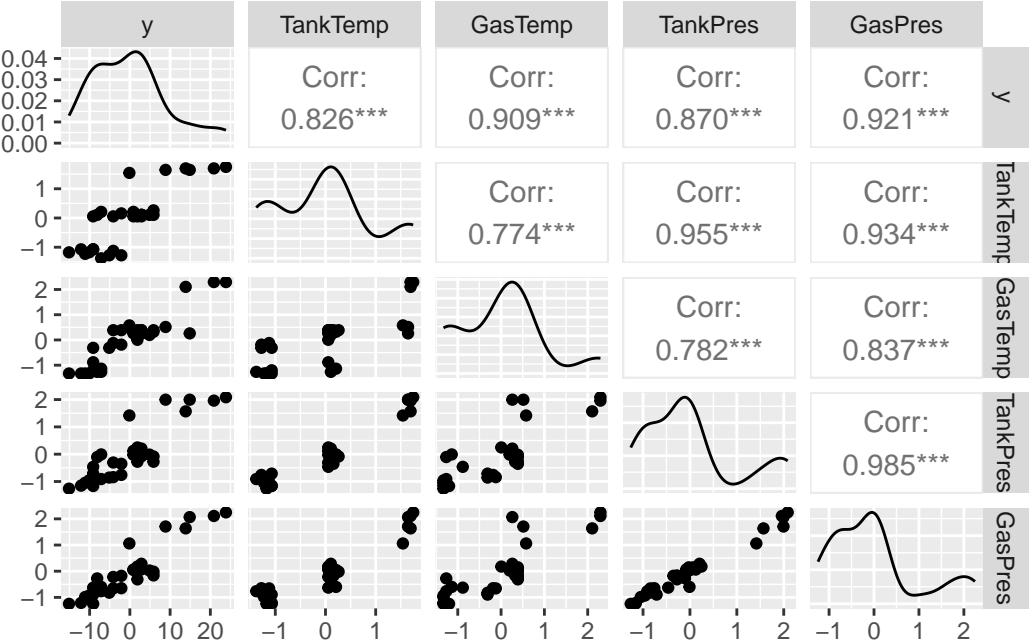 y TankTemp GasTemp TankPres GasPres
0.04
0.03
0.02
0.01
0.00
Corr: Corr: Corr: Corr:
0.826*** 0.909*** 0.870*** 0.921***
y
1
0
−1
Corr: Corr: Corr:
0.774*** 0.955*** 0.934***
TankTemp
2
1
0
−1
Corr: Corr:
0.782*** 0.837***
GasTemp
2
1
0
−1
Corr:
0.985***
TankPres
2
1
0
−1
GasPres
−10 0 10 20 −1 0 1 −1 0 1 2 −1 0 1 2 −1 0 1 2